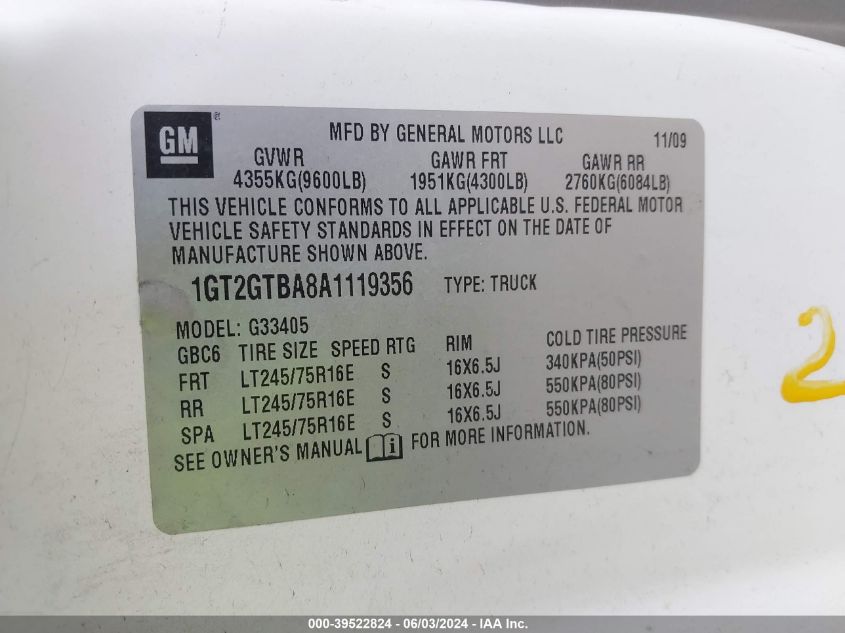 GM
®
MFD BY GENERAL MOTORS LLC 11/09
GVWR GAWR FRT GAWR RR
4355KG(9600LB) 1951KG(4300LB) 2760KG(6084LB)
THIS VEHICLE CONFORMS TO ALL APPLICABLE U.S. FEDERAL MOTOR
VEHICLE SAFETY STANDARDS IN EFFECT ON THE DATE OF
MANUFACTURE SHOWN ABOVE.
1GT2GTBA8A1119356 TYPE: TRUCK
MODEL: G33405
GBC6 TIRE SIZE SPEED RTG RIM COLD TIRE PRESSURE
FRT LT245/75R16E S 16X6.5J 340KPA(50PSI)
RR LT245/75R16E S 16X6.5J 550KPA(80PSI)
SPA LT245/75R16E S 16X6.5J 550KPA(80PSI)
SEE OWNER'S MANUAL i FOR MORE INFORMATION.
2
000-39522824 - 06/03/2024 - IAA Inc.